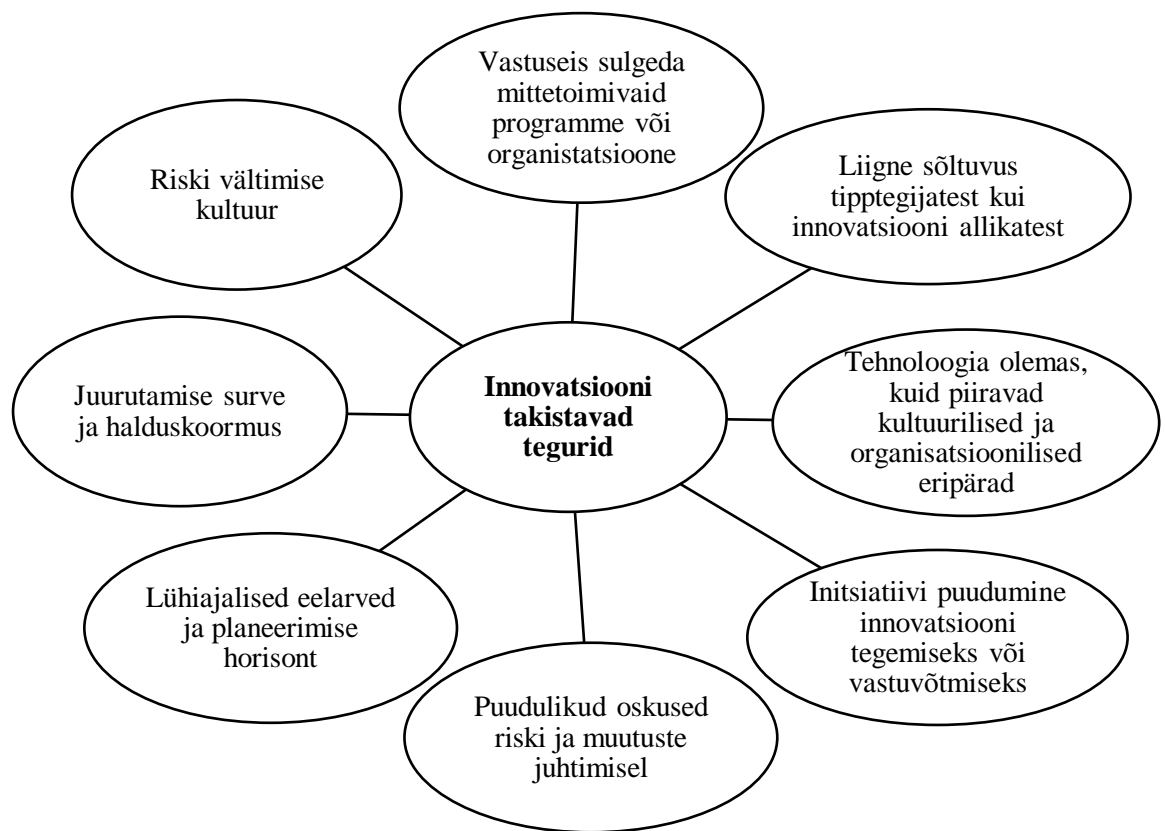 Vastuseis sulgeda
mittetoimivaid
programme või
organistatsioone
Riski vältimise
kultuur
Liigne sõltuvus
tipptegijatest kui
innovatsiooni allikatest
Juurutamise surve
ja halduskoormus
Innovatsiooni
takistavad
tegurid
Tehnoloogia olemas,
kuid piiravad
kultuurilised ja
organisatsioonilised
eripärad
Lühiajalised eelarved
ja planeerimise
horisont
Initsiatiivi puudumine
innovatsiooni
tegemiseks või
vastuvõtmiseks
Puudulikud oskused
riski ja muutuste
juhtimisel